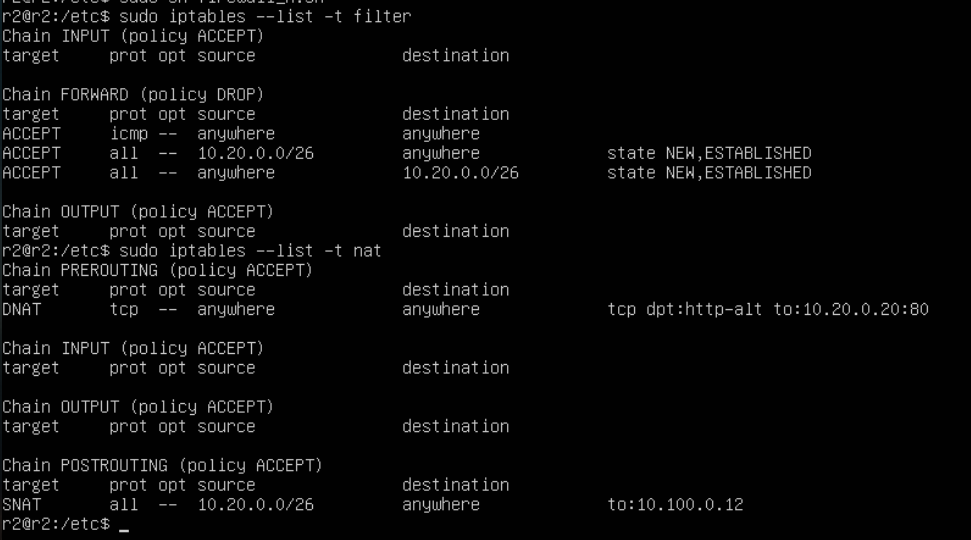 r2@r2:/etc$ sudo sh firewall_n.sh
r2@r2:/etc$ sudo iptables --list -t filter
Chain INPUT (policy ACCEPT)
target     prot opt source               destination
Chain FORWARD (policy DROP)
target     prot opt source               destination
ACCEPT     icmp --  anywhere             anywhere
ACCEPT     all  --  10.20.0.0/26         anywhere             state NEW,ESTABLISHED
ACCEPT     all  --  anywhere             10.20.0.0/26         state NEW,ESTABLISHED
Chain OUTPUT (policy ACCEPT)
target     prot opt source               destination
r2@r2:/etc$ sudo iptables --list -t nat
Chain PREROUTING (policy ACCEPT)
target     prot opt source               destination
DNAT       tcp  --  anywhere             anywhere             tcp dpt:http-alt to:10.20.0.20:80
Chain INPUT (policy ACCEPT)
target     prot opt source               destination
Chain OUTPUT (policy ACCEPT)
target     prot opt source               destination
Chain POSTROUTING (policy ACCEPT)
target     prot opt source               destination
SNAT       all  --  10.20.0.0/26         anywhere             to:10.100.0.12
r2@r2:/etc$ _